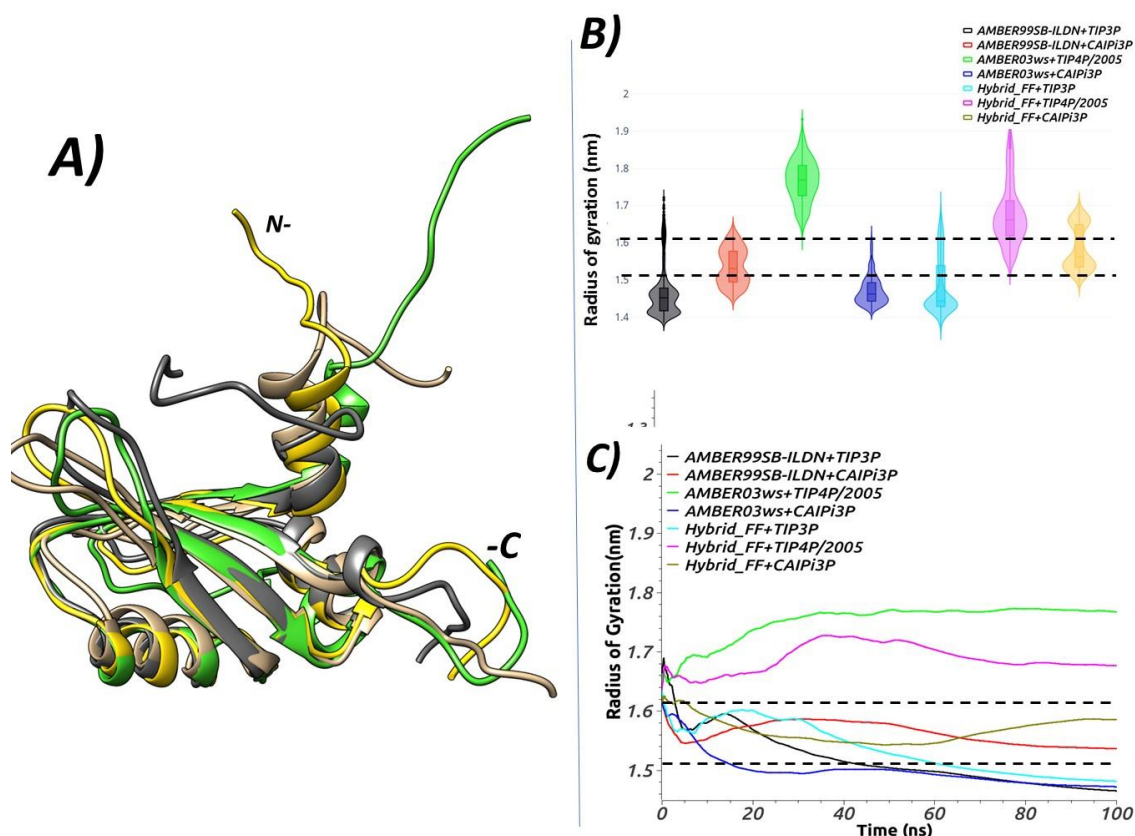 A)
N-
-C
B)
AMBER99SB-ILDN+TIP3P
AMBER99SB-ILDN+CAIPi3P
AMBER03ws+TIP4P/2005
AMBER03ws+CAIPi3P
Hybrid_FF+TIP3P
Hybrid_FF+TIP4P/2005
Hybrid_FF+CAIPi3P
Radius of gyration (nm)
2
1.9
1.8
1.7
1.6
1.5
1.4
C)
AMBER99SB-ILDN+TIP3P
AMBER99SB-ILDN+CAIPi3P
AMBER03ws+TIP4P/2005
AMBER03ws+CAIPi3P
Hybrid_FF+TIP3P
Hybrid_FF+TIP4P/2005
Hybrid_FF+CAIPi3P
Radius of Gyration(nm)
2
1.9
1.8
1.7
1.6
1.5
0 20 40 60 80 100
Time (ns)